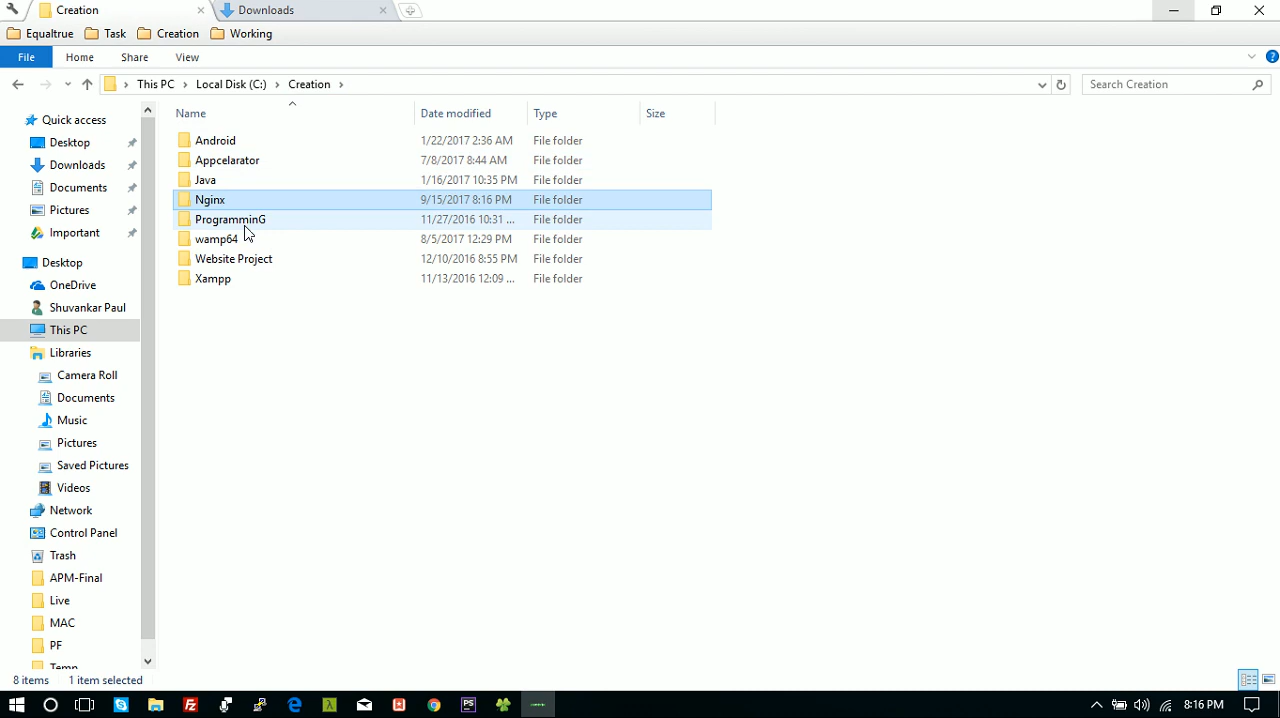 Creation
Downloads
Equaltrue
Task
Creation
Working
File
Home
Share
View
This PC
Local Disk (C:)
Creation
Search Creation
Quick access
Desktop
Downloads
Documents
Pictures
Important
Desktop
OneDrive
Shuvankar Paul
This PC
Libraries
Camera Roll
Documents
Music
Pictures
Saved Pictures
Videos
Network
Control Panel
Trash
APM-Final
Live
MAC
PF
Temp
Name Date modified Type Size
Android 1/22/2017 2:36 AM File folder
Appcelarator 7/8/2017 8:44 AM File folder
Java 1/16/2017 10:35 PM File folder
Nginx 9/15/2017 8:16 PM File folder
ProgramminG 11/27/2016 10:31 ... File folder
wamp64 8/5/2017 12:29 PM File folder
Website Project 12/10/2016 8:55 PM File folder
Xampp 11/13/2016 12:09 ... File folder
8 items 1 item selected
PS
8:16 PM